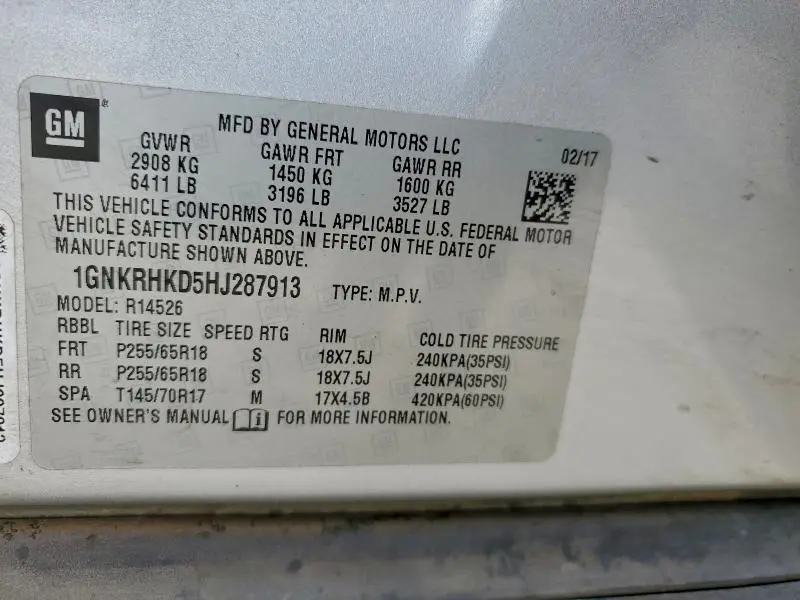 GM
MFD BY GENERAL MOTORS LLC
02/17
GVWR GAWR FRT GAWR RR
2908 KG 1450 KG 1600 KG
6411 LB 3196 LB 3527 LB
THIS VEHICLE CONFORMS TO ALL APPLICABLE U.S. FEDERAL MOTOR
VEHICLE SAFETY STANDARDS IN EFFECT ON THE DATE OF
MANUFACTURE SHOWN ABOVE.
1GNKRHKD5HJ287913 TYPE: M.P.V.
MODEL: R14526
RBBL TIRE SIZE SPEED RTG RIM COLD TIRE PRESSURE
FRT P255/65R18 S 18X7.5J 240KPA(35PSI)
RR P255/65R18 S 18X7.5J 240KPA(35PSI)
SPA T145/70R17 M 17X4.5B 420KPA(60PSI)
SEE OWNER'S MANUAL i FOR MORE INFORMATION.